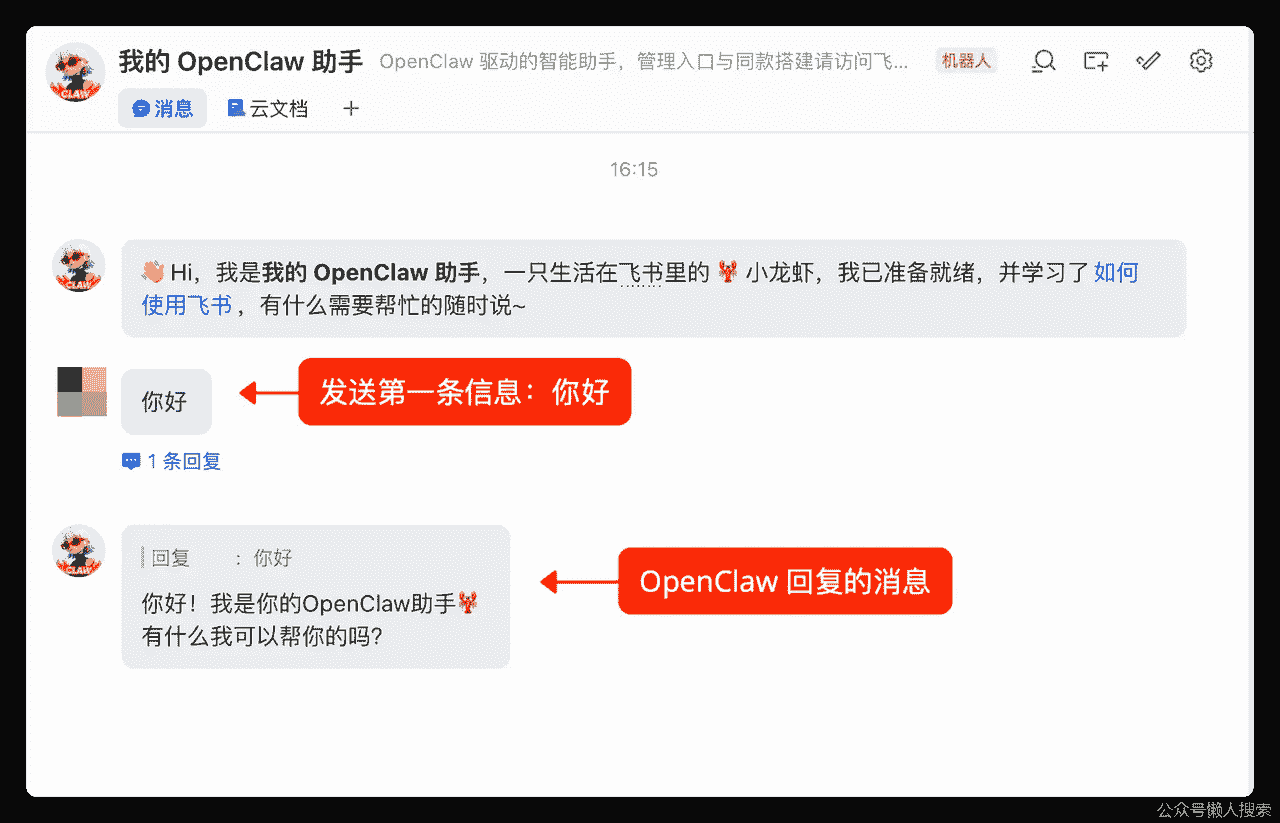 我的 OpenClaw 助手 OpenClaw 驱动的智能助手，管理入口与同款搭建请访问飞... 机器人
消息 云文档 +
16:15
👋 Hi，我是我的 OpenClaw 助手，一只生活在飞书里的 🦞 小龙虾，我已准备就绪，并学习了 如何
使用飞书，有什么需要帮忙的随时说~
你好
发送第一条信息：你好
1 条回复
回复 ：你好
你好！我是你的OpenClaw助手🦞
有什么我可以帮你的吗?
OpenClaw 回复的消息
CLAW
CLAW
CLAW
公众号懒人搜索